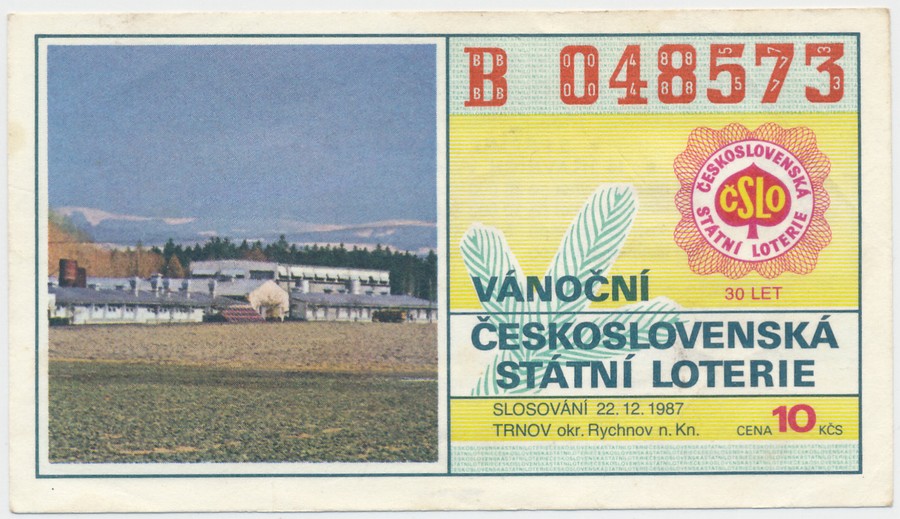 B 048573
ČESKOSLOVENSKÁ
STÁTNÍ LOTERIE
ČSLO
30 LET
VÁNOČNÍ
ČESKOSLOVENSKÁ
STÁTNÍ LOTERIE
SLOSOVÁNÍ 22.12.1987
TRNOV okr. Rychnov n. Kn.
CENA 10 KČS